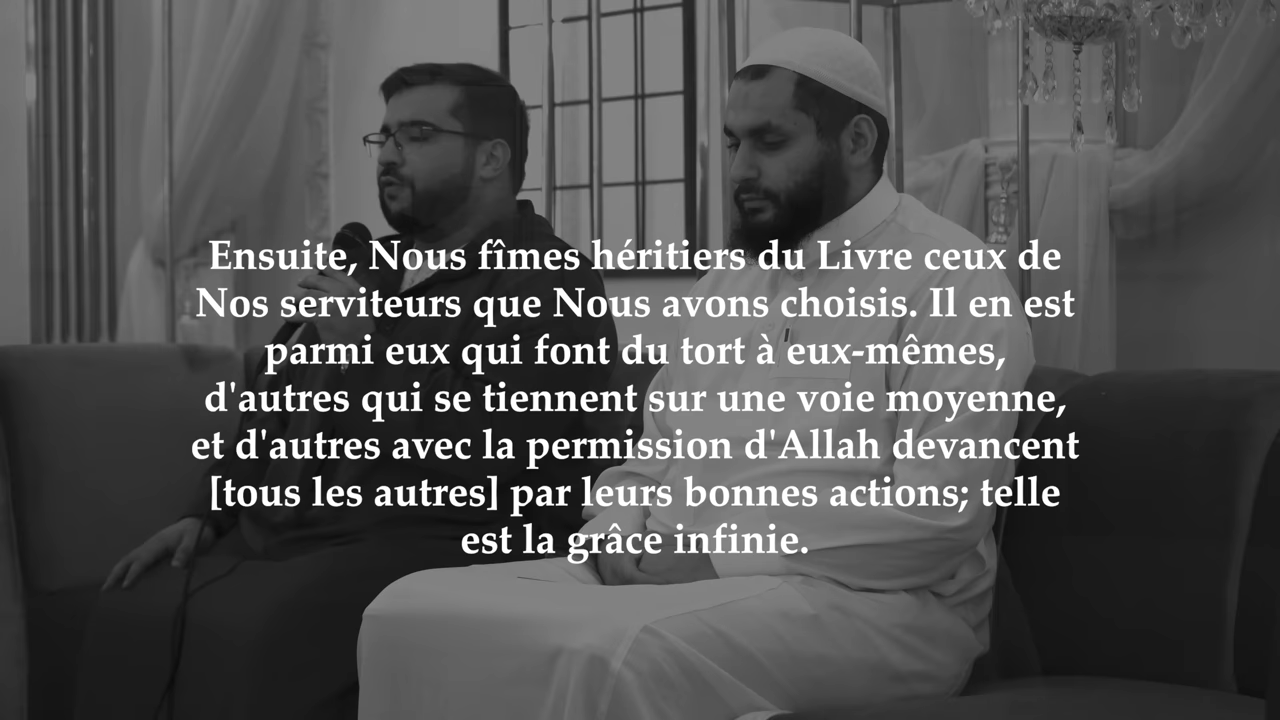 Ensuite, Nous fîmes héritiers du Livre ceux de
Nos serviteurs que Nous avons choisis. Il en est
parmi eux qui font du tort à eux-mêmes,
d'autres qui se tiennent sur une voie moyenne,
et d'autres avec la permission d'Allah devancent
[tous les autres] par leurs bonnes actions; telle
est la grâce infinie.